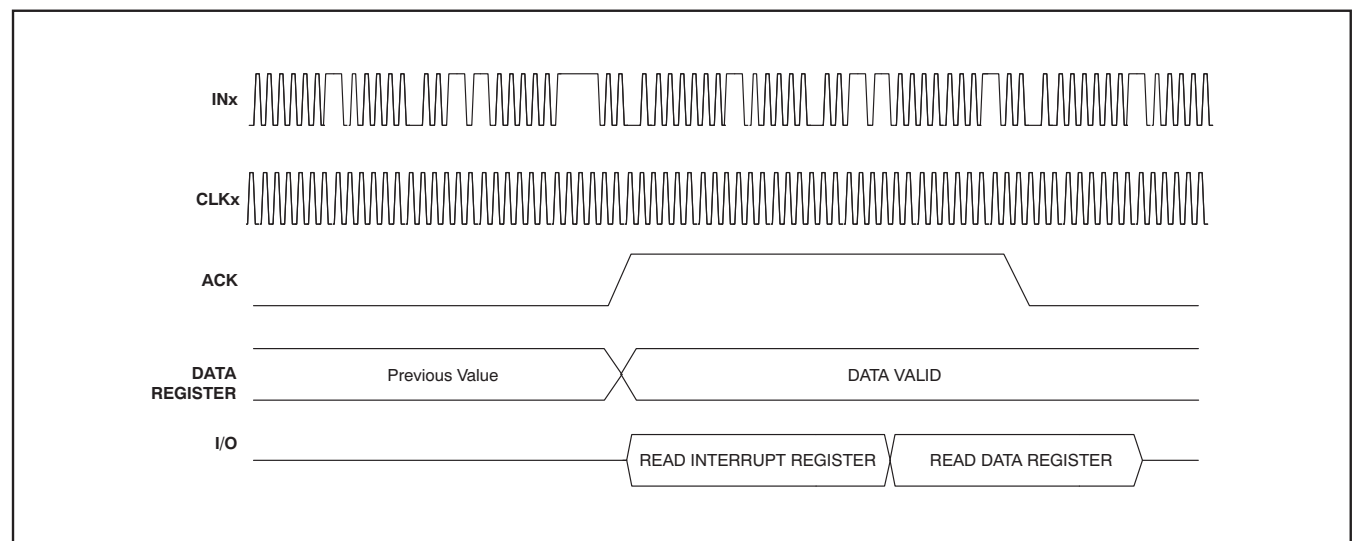 INx
CLKx
ACK
DATA
REGISTER
Previous Value
DATA VALID
I/O
READ INTERRUPT REGISTER
READ DATA REGISTER